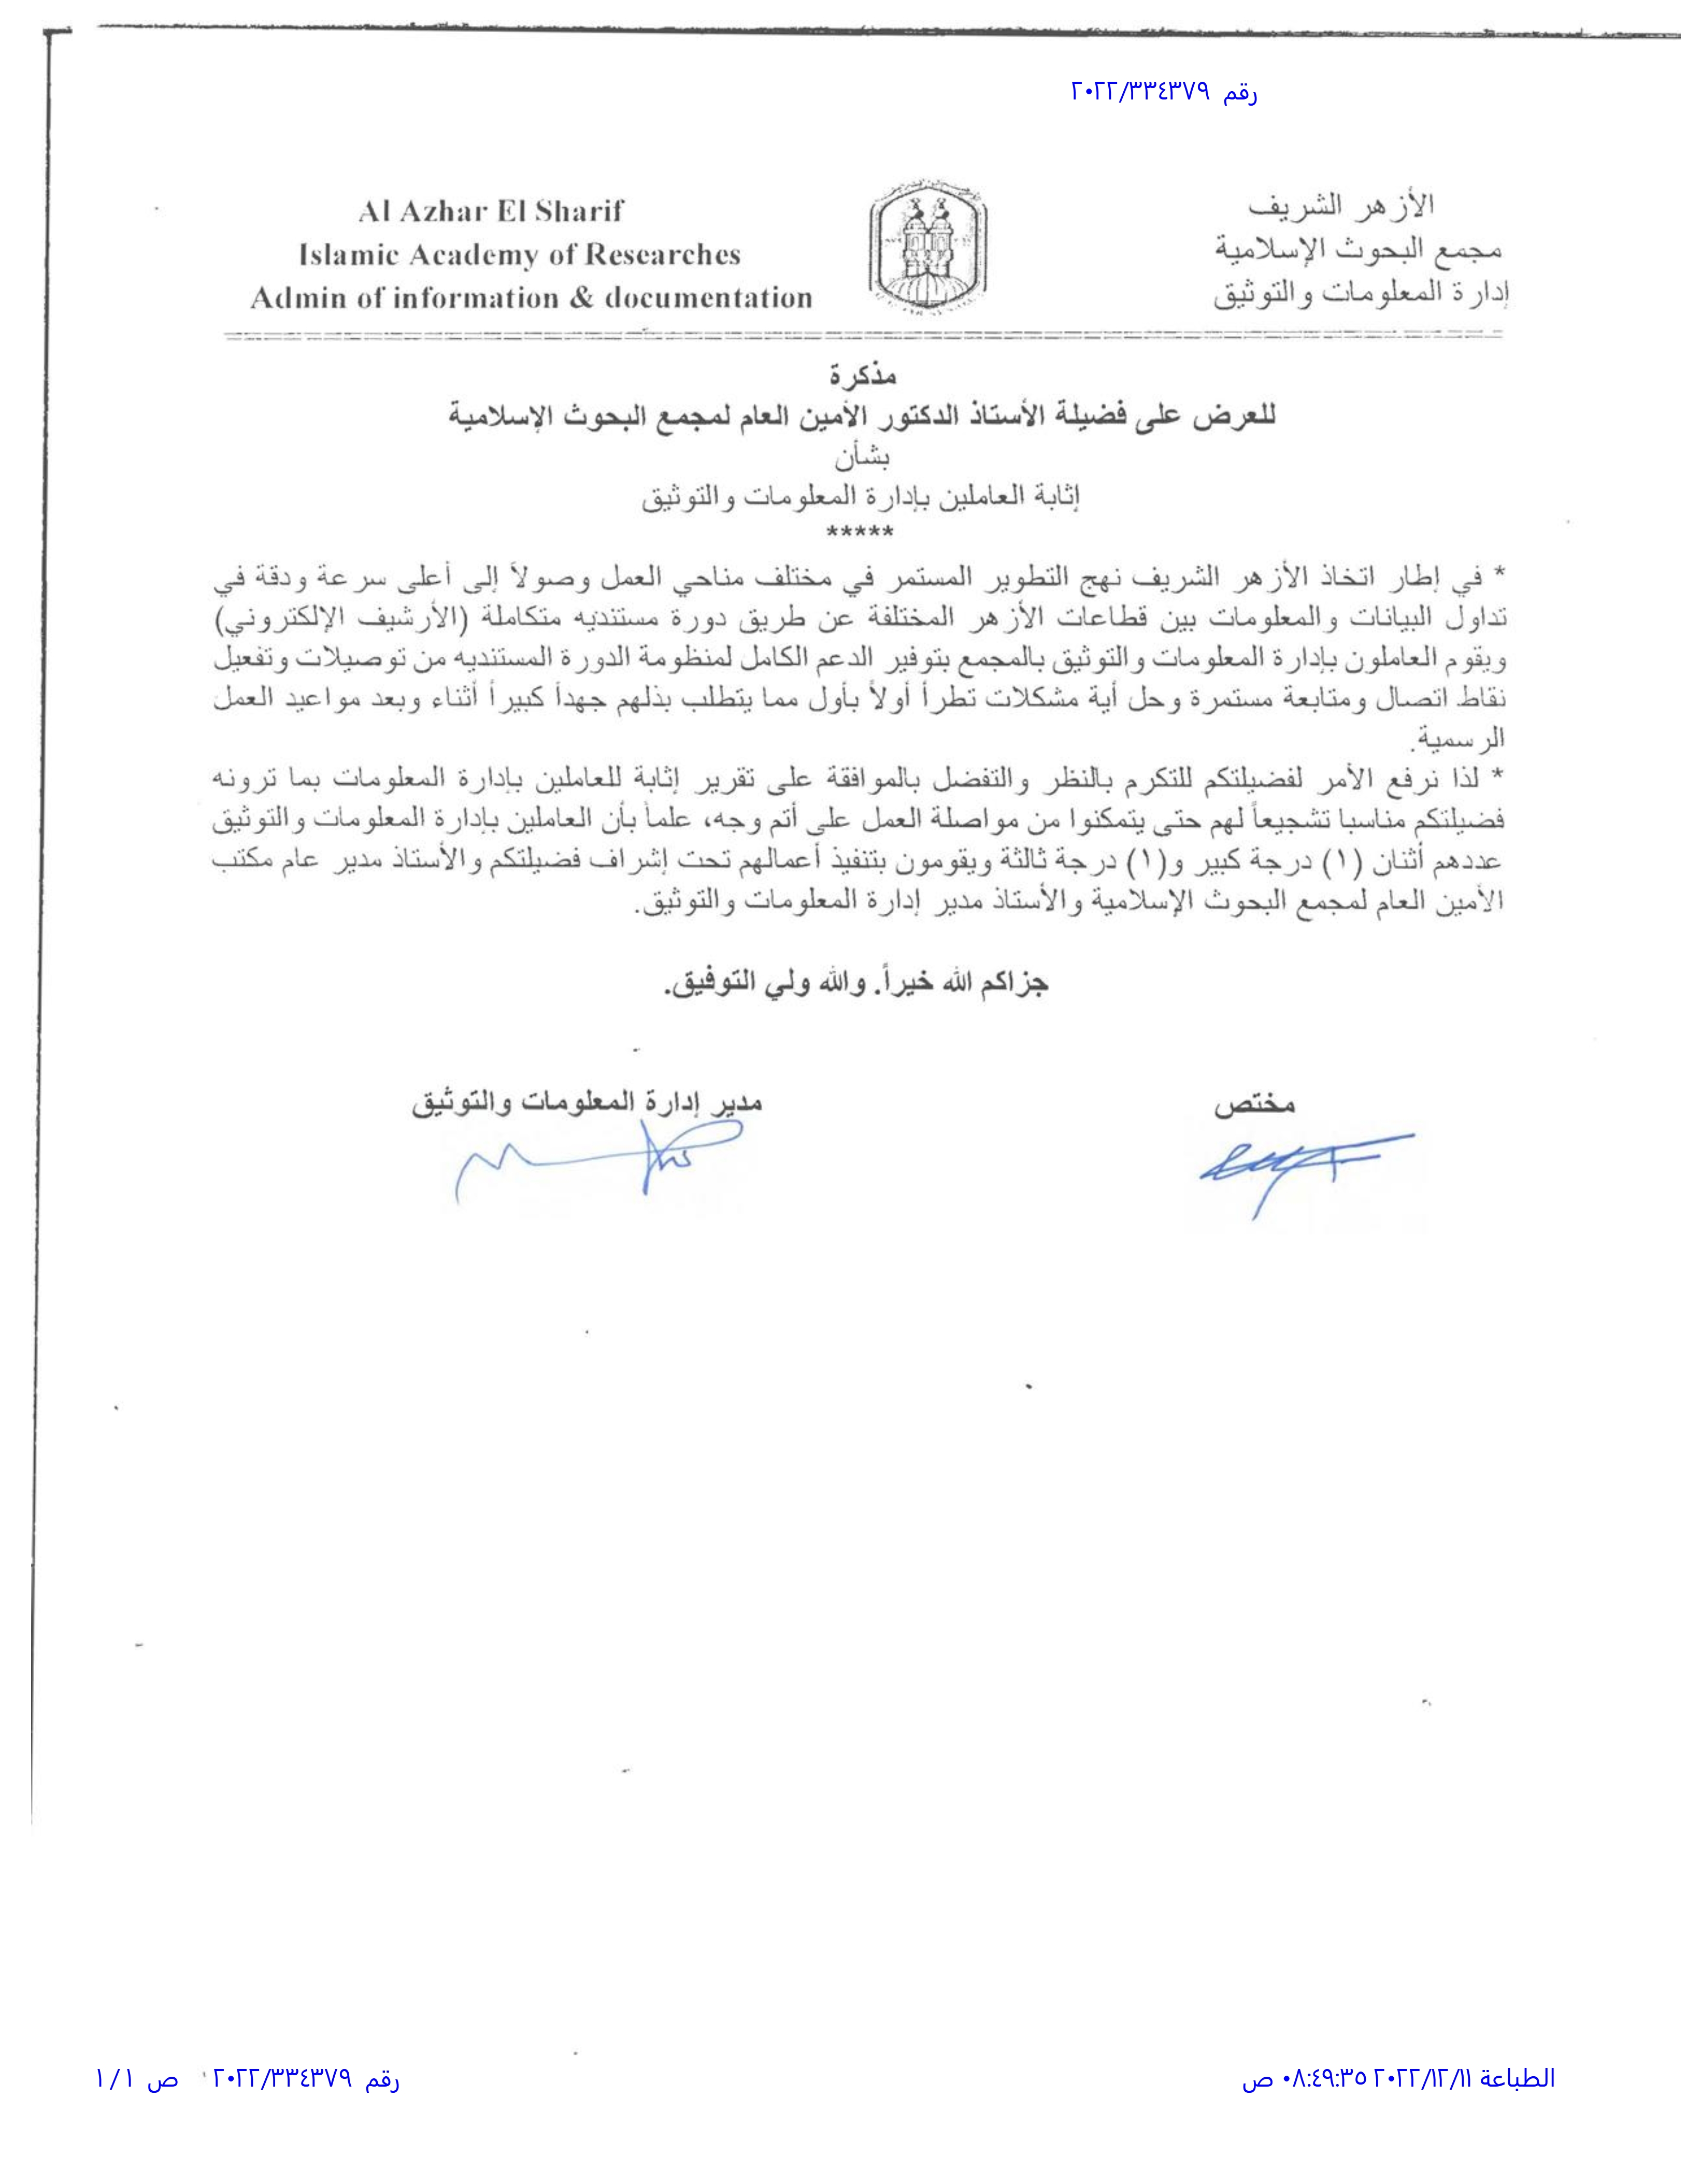 رقم ٢٠٢٢/٣٣٤٣٧٩
الأزهر الشريف
مجمع البحوث الإسلامية
إدارة المعلومات والتوثيق
Al Azhar El Sharif
Islamic Academy of Researches
Admin of information & documentation
مذكرة
للعرض على فضيلة الأستاذ الدكتور الأمين العام لمجمع البحوث الإسلامية
بشأن
إثابة العاملين بإدارة المعلومات والتوثيق
*****
* في إطار اتخاذ الأزهر الشريف نهج التطوير المستمر في مختلف مناحي العمل وصولاً إلى أعلى سرعة ودقة في
تداول البيانات والمعلومات بين قطاعات الأزهر المختلفة عن طريق دورة مستنديه متكاملة (الأرشيف الإلكتروني)
ويقوم العاملون بإدارة المعلومات والتوثيق بالمجمع بتوفير الدعم الكامل لمنظومة الدورة المستنديه من توصيلات وتفعيل
نقاط اتصال ومتابعة مستمرة وحل أية مشكلات تطرأ أولاً بأول مما يتطلب بذلهم جهداً كبيراً أثناء وبعد مواعيد العمل
الرسمية.
* لذا نرفع الأمر لفضيلتكم للتكرم بالنظر والتفضل بالموافقة على تقرير إثابة للعاملين بإدارة المعلومات بما ترونه
فضيلتكم مناسبا تشجيعاً لهم حتى يتمكنوا من مواصلة العمل على أتم وجه، علماً بأن العاملين بإدارة المعلومات والتوثيق
عددهم أثنان (١) درجة كبير و(١) درجة ثالثة ويقومون بتنفيذ أعمالهم تحت إشراف فضيلتكم والأستاذ مدير عام مكتب
الأمين العام لمجمع البحوث الإسلامية والأستاذ مدير إدارة المعلومات والتوثيق.
جزاكم الله خيراً. والله ولي التوفيق.
مختص
مدير إدارة المعلومات والتوثيق
الطباعة ٢٠٢٢/١٢/١١ ٠٨:٤٩:٣٥ ص
رقم ٢٠٢٢/٣٣٤٣٧٩ ص ١/١